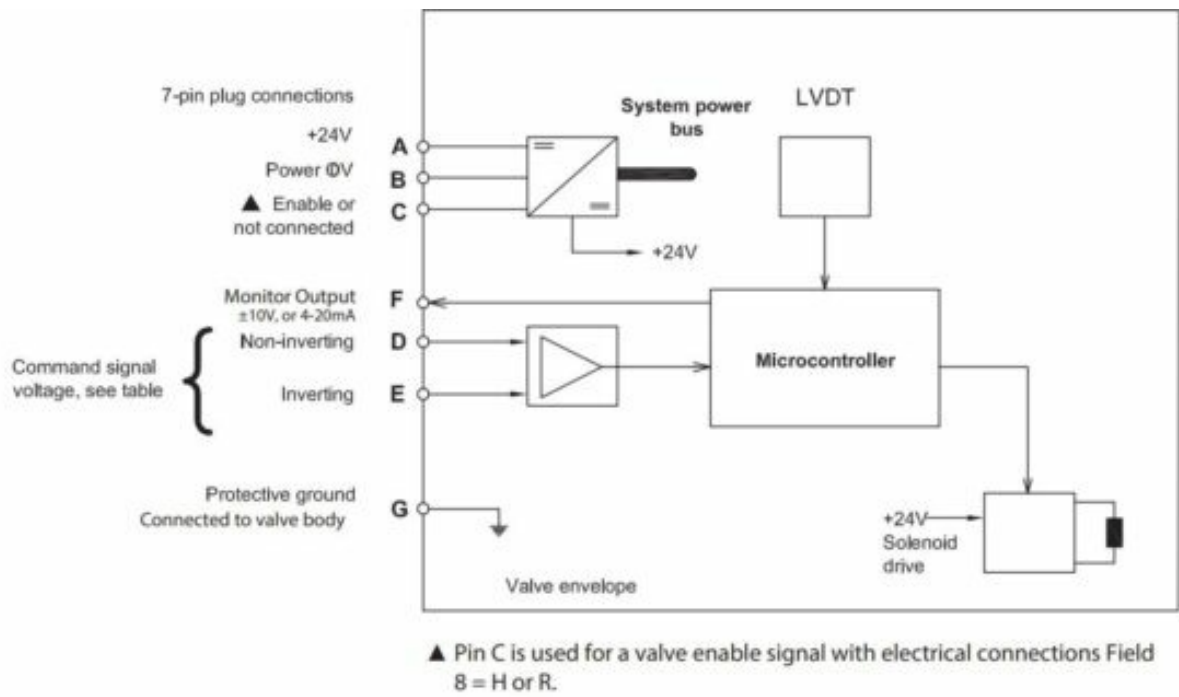 7-pin plug connections
+24V
Power 0V
▲ Enable or
not connected
A
B
C
System power
bus
LVDT
+24V
Monitor Output
±10V, or 4-20mA
F
Non-inverting
D
Command signal
voltage, see table
Inverting
E
Microcontroller
Protective ground
Connected to valve body
G
+24V
Solenoid
drive
Valve envelope
▲ Pin C is used for a valve enable signal with electrical connections Field
8 = H or R.